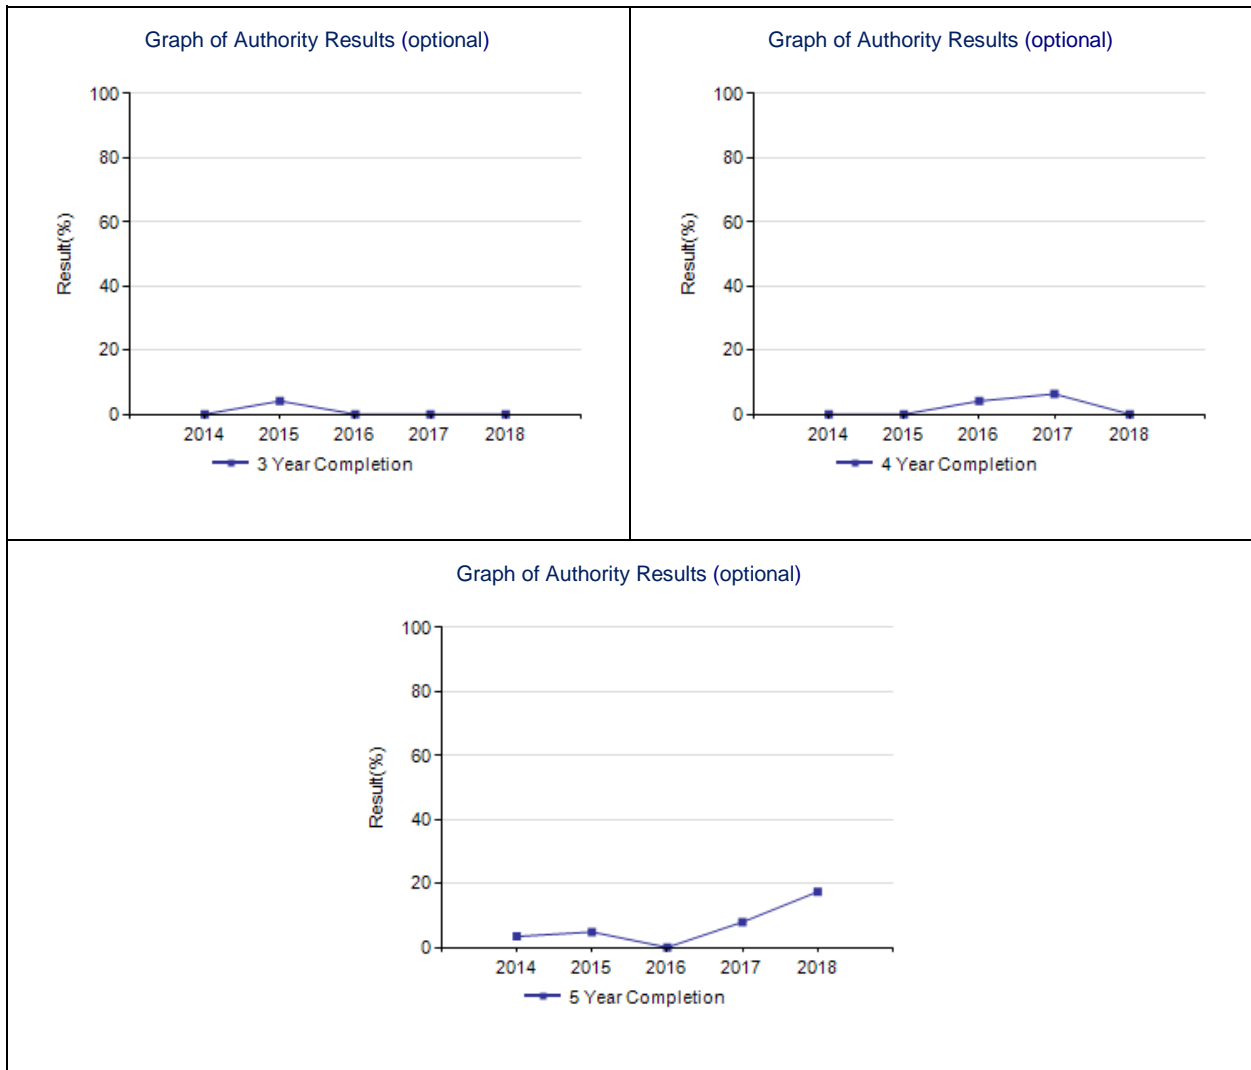 Graph of Authority Results (optional)
100
80
60
40
20
0
Result(%)
2014 2015 2016 2017 2018
3 Year Completion
Graph of Authority Results (optional)
100
80
60
40
20
0
Result(%)
2014 2015 2016 2017 2018
4 Year Completion
Graph of Authority Results (optional)
100
80
60
40
20
0
Result(%)
2014 2015 2016 2017 2018
5 Year Completion